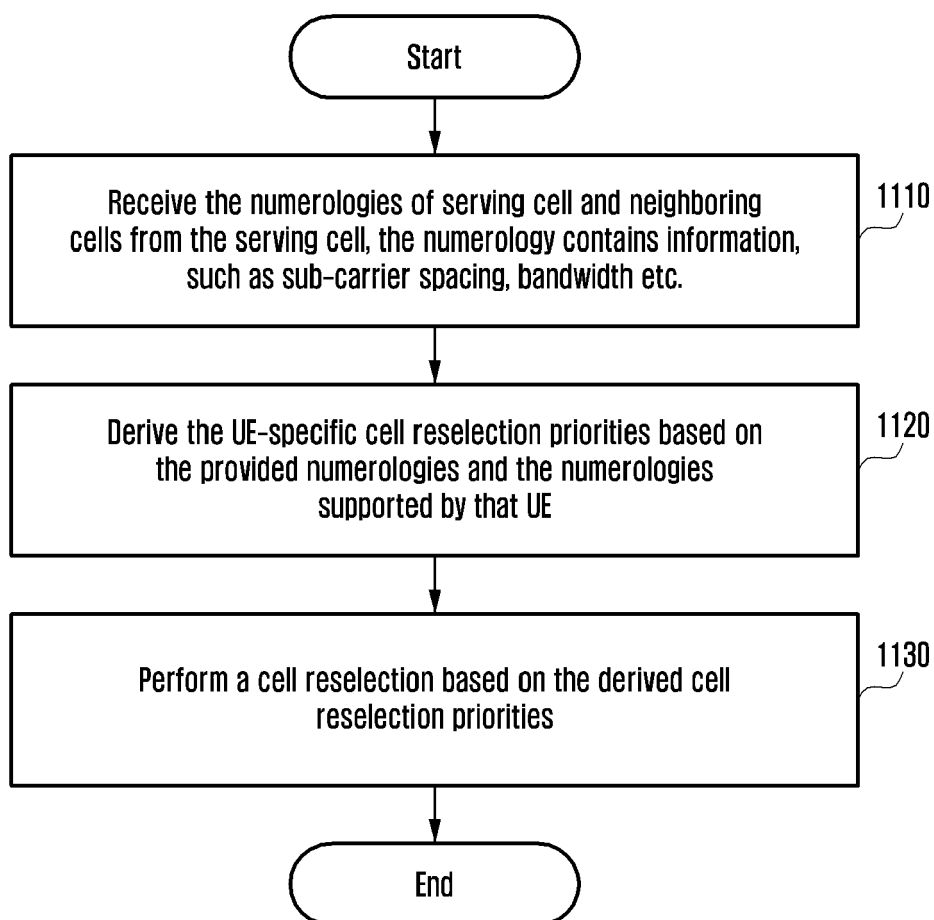 Start
Receive the numerologies of serving cell and neighboring
cells from the serving cell, the numerology contains information,
such as sub-carrier spacing, bandwidth etc.
1110
Derive the UE-specific cell reselection priorities based on
the provided numerologies and the numerologies
supported by that UE
1120
Perform a cell reselection based on the derived cell
reselection priorities
1130
End